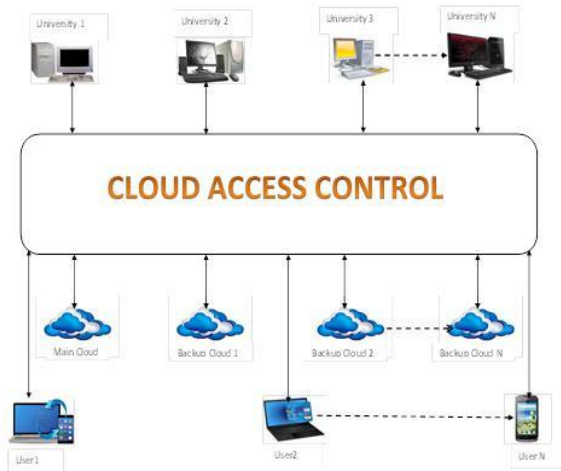 University 1
University 2
University 3
University N
CLOUD ACCESS CONTROL
Main Cloud
Backup Cloud 1
Backup Cloud 2
Backup Cloud N
User1
User2
User N